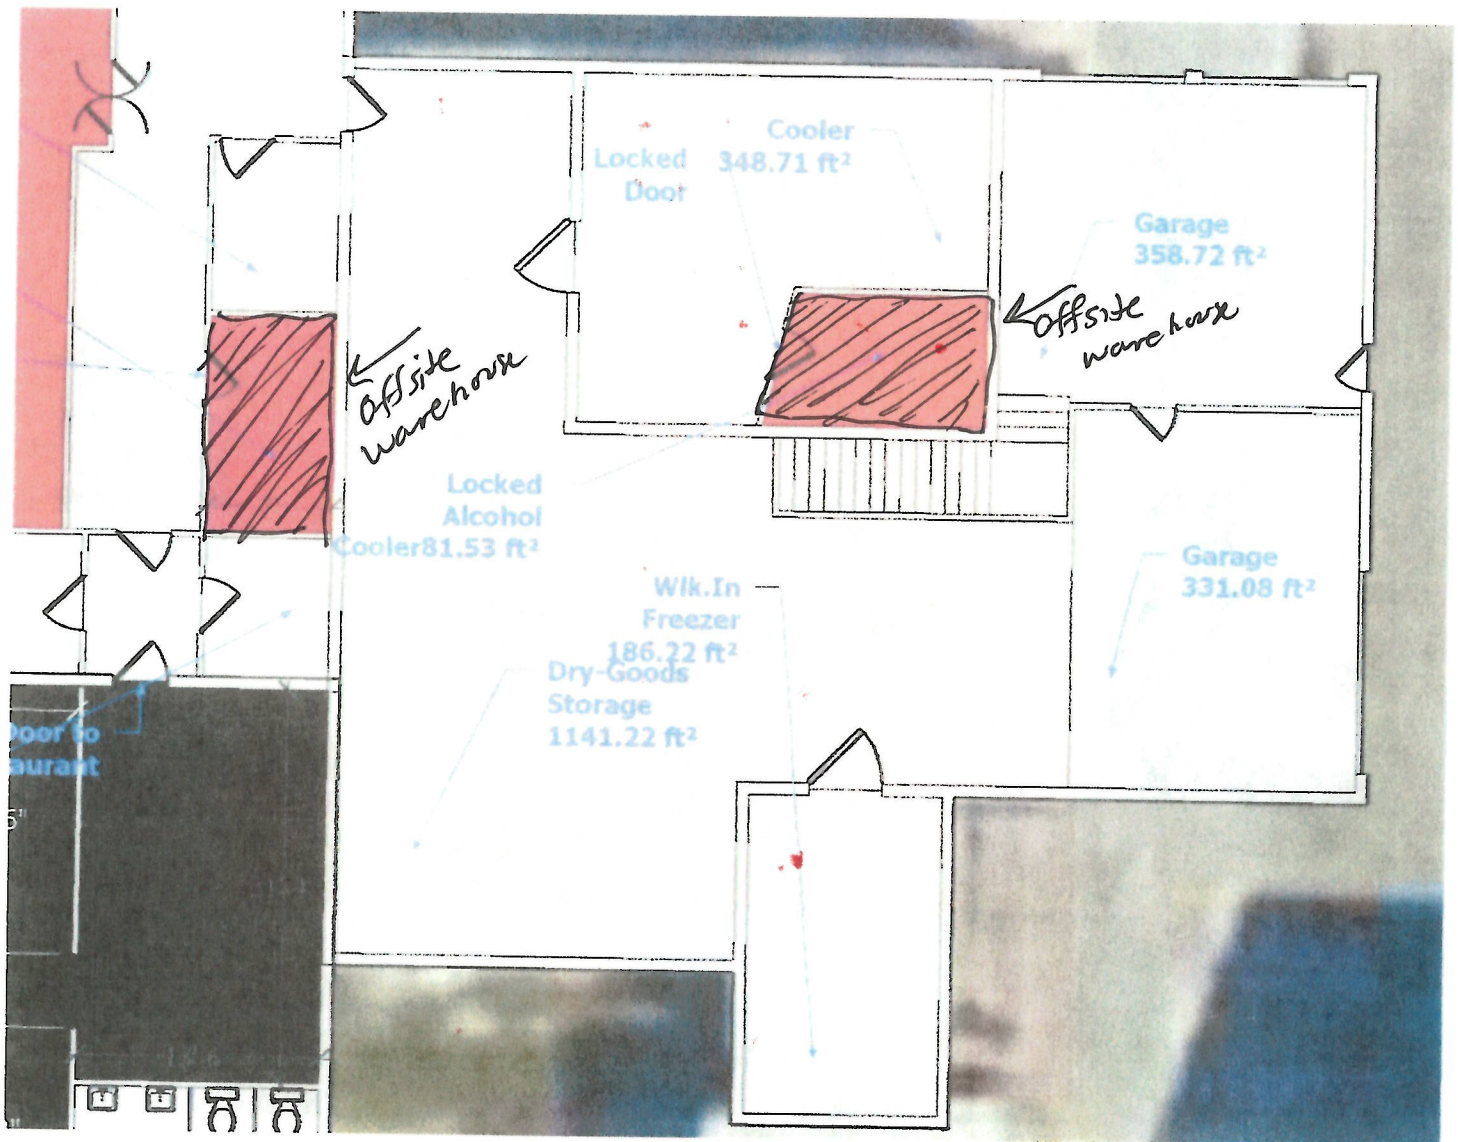 Cooler
348.71 ft²
Locked
Door
Garage
358.72 ft²
offsite
warehouse
offsite
warehouse
Locked
Alcohol
Cooler81.53 ft²
Garage
331.08 ft²
Wlk.In
Freezer
186.22 ft²
Dry-Goods
Storage
1141.22 ft²
Door to
aurant